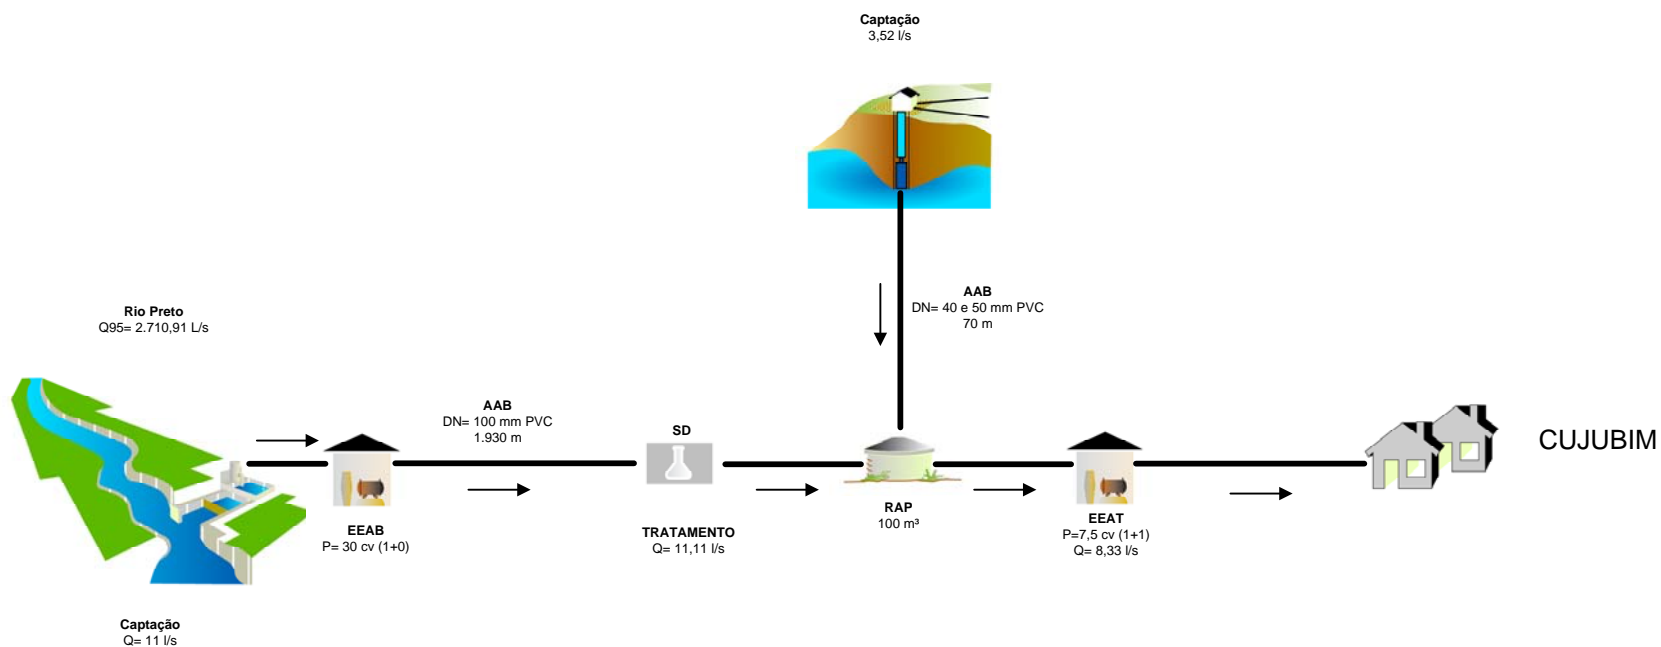 Captação
3,52 l/s
AAB
DN= 40 e 50 mm PVC
70 m
Rio Preto
Q95= 2.710,91 L/s
AAB
DN= 100 mm PVC
1.930 m
SD
CUJUBIM
EEAB
P= 30 cv (1+0)
TRATAMENTO
Q= 11,11 l/s
RAP
100 m³
EEAT
P=7,5 cv (1+1)
Q= 8,33 l/s
Captação
Q= 11 l/s